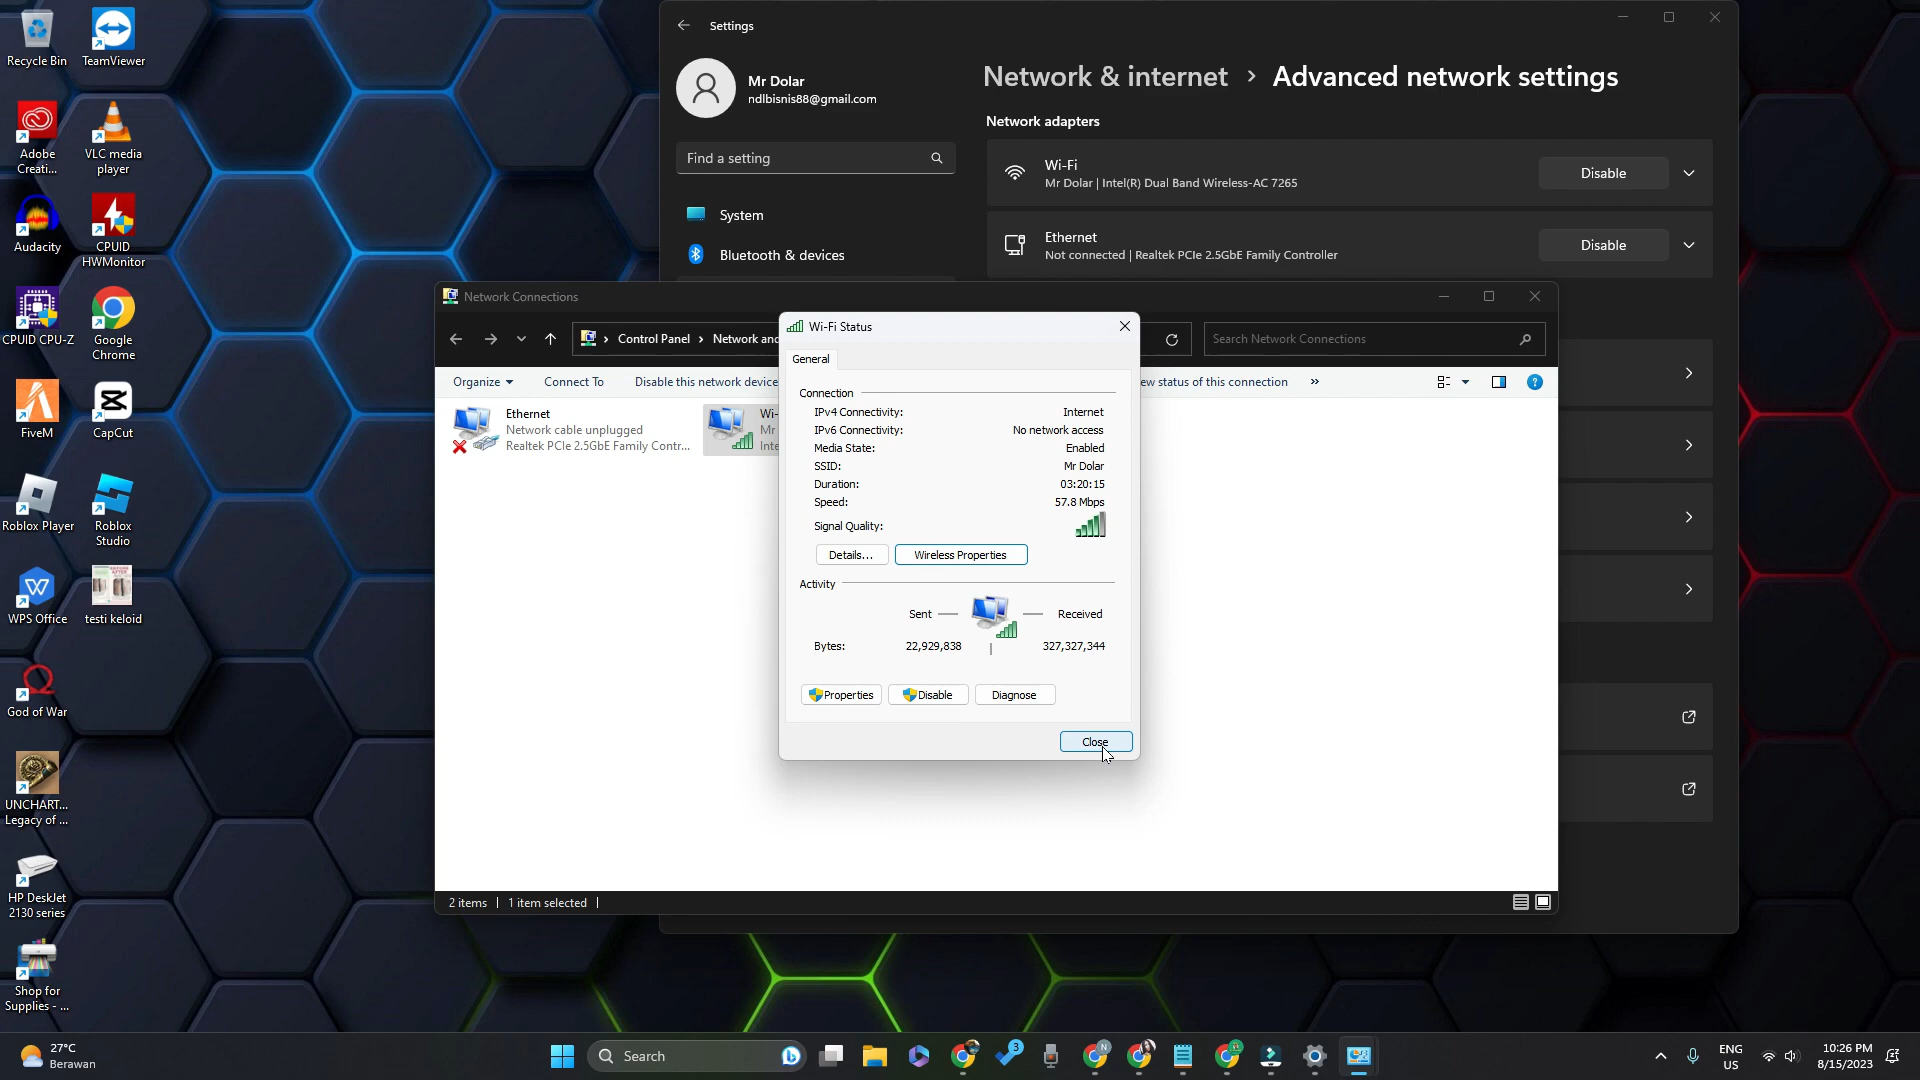 Recycle Bin
TeamViewer
Adobe
Creati...
VLC media
player
Audacity
CPUID
HWMonitor
CPUID CPU-Z
Google
Chrome
FiveM
CapCut
Roblox Player
Roblox
Studio
WPS Office
testi keloid
God of War
UNCHART...
Legacy of ...
HP DeskJet
2130 series
Shop for
Supplies - ...
Settings
Mr Dolar
ndlbisnis88@gmail.com
Find a setting
System
Bluetooth & devices
Network & internet > Advanced network settings
Network adapters
Wi-Fi
Mr Dolar | Intel(R) Dual Band Wireless-AC 7265
Disable
Ethernet
Not connected | Realtek PCIe 2.5GbE Family Controller
Disable
Network Connections
Control Panel > Network and
Search Network Connections
Organize
Connect To
Disable this network device
ew status of this connection
»
Ethernet
Network cable unplugged
Realtek PCIe 2.5GbE Family Contr...
Wi-
Mr
Inte
2 items
1 item selected
Wi-Fi Status
General
Connection
IPv4 Connectivity: Internet
IPv6 Connectivity: No network access
Media State: Enabled
SSID: Mr Dolar
Duration: 03:20:15
Speed: 57.8 Mbps
Signal Quality:
Details...
Wireless Properties
Activity
Sent
Received
Bytes: 22,929,838 327,327,344
Properties
Disable
Diagnose
Close
27°C
Berawan
Search
3
N
ENG
US
10:26 PM
8/15/2023